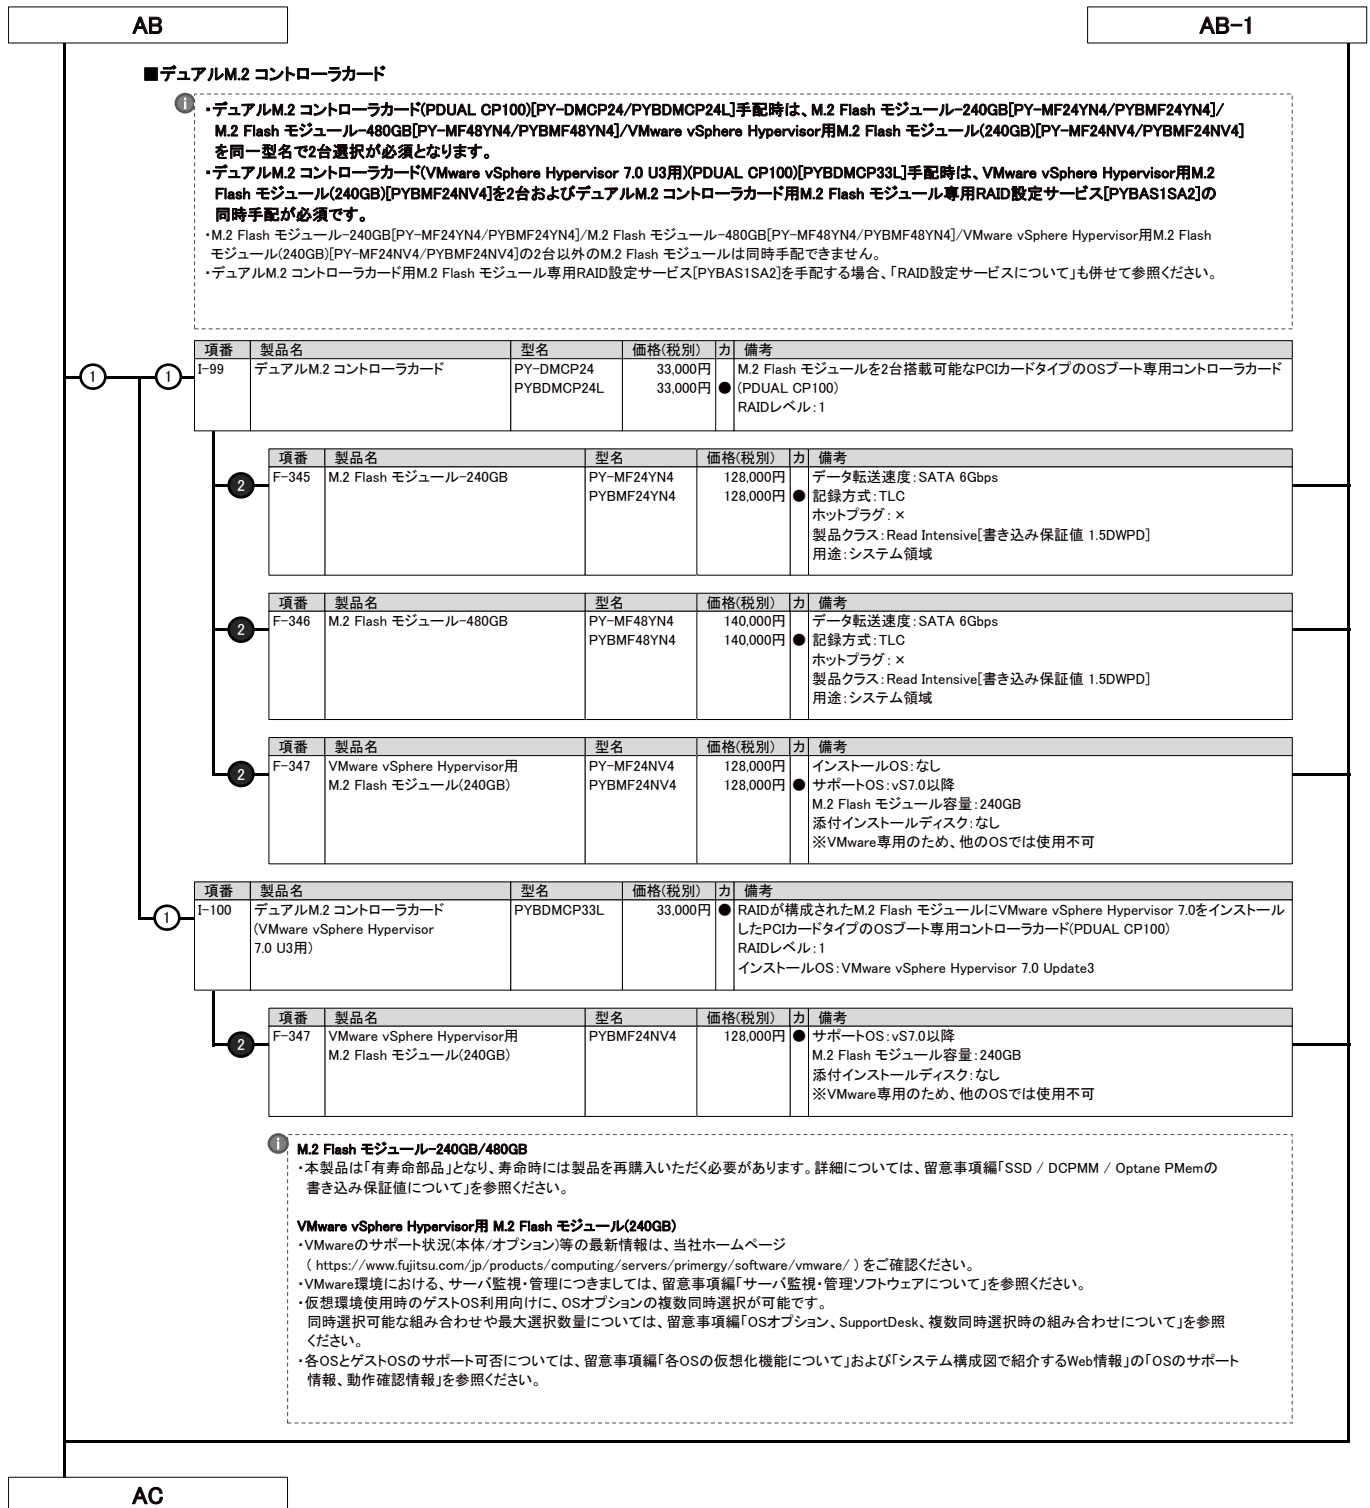 AB
AB-1
■デュアルM.2 コントローラカード
・デュアルM.2 コントローラカード(PDUAL CP100)[PY-DMCP24/PYBDMCP24L]手配時は、M.2 Flash モジュール-240GB[PY-MF24YN4/PYBMF24YN4]/
M.2 Flash モジュール-480GB[PY-MF48YN4/PYBMF48YN4]/VMware vSphere Hypervisor用M.2 Flash モジュール(240GB)[PY-MF24NV4/PYBMF24NV4]
を同一型名で2台選択が必須となります。
・デュアルM.2 コントローラカード(VMware vSphere Hypervisor 7.0 U3用)(PDUAL CP100)[PYBDMCP33L]手配時は、VMware vSphere Hypervisor用M.2
Flash モジュール(240GB)[PYBMF24NV4]を2台およびデュアルM.2 コントローラカード用M.2 Flash モジュール専用RAID設定サービス[PYBAS1SA2]の
同時手配が必須です。
・M.2 Flash モジュール-240GB[PY-MF24YN4/PYBMF24YN4]/M.2 Flash モジュール-480GB[PY-MF48YN4/PYBMF48YN4]/VMware vSphere Hypervisor用M.2 Flash
モジュール(240GB)[PY-MF24NV4/PYBMF24NV4]の2台以外のM.2 Flash モジュールは同時手配できません。
・デュアルM.2 コントローラカード用M.2 Flash モジュール専用RAID設定サービス[PYBAS1SA2]を手配する場合、「RAID設定サービスについて」も併せて参照ください。
項番 製品名 型名 価格(税別) カ 備考
1 1 I-99 デュアルM.2 コントローラカード PY-DMCP24 33,000円 M.2 Flash モジュールを2台搭載可能なPCIカードタイプのOSブート専用コントローラカード
PYBDMCP24L 33,000円 ● (PDUAL CP100)
RAIDレベル:1
項番 製品名 型名 価格(税別) カ 備考
2 F-345 M.2 Flash モジュール-240GB PY-MF24YN4 128,000円 データ転送速度:SATA 6Gbps
PYBMF24YN4 128,000円 ● 記録方式:TLC
ホットプラグ:×
製品クラス:Read Intensive[書き込み保証値 1.5DWPD]
用途:システム領域
項番 製品名 型名 価格(税別) カ 備考
2 F-346 M.2 Flash モジュール-480GB PY-MF48YN4 140,000円 データ転送速度:SATA 6Gbps
PYBMF48YN4 140,000円 ● 記録方式:TLC
ホットプラグ:×
製品クラス:Read Intensive[書き込み保証値 1.5DWPD]
用途:システム領域
項番 製品名 型名 価格(税別) カ 備考
2 F-347 VMware vSphere Hypervisor用 PY-MF24NV4 128,000円 インストールOS:なし
M.2 Flash モジュール(240GB) PYBMF24NV4 128,000円 ● サポートOS:vS7.0以降
M.2 Flash モジュール容量:240GB
添付インストールディスク:なし
※VMware専用のため、他のOSでは使用不可
項番 製品名 型名 価格(税別) カ 備考
1 I-100 デュアルM.2 コントローラカード PYBDMCP33L 33,000円 ● RAIDが構成されたM.2 Flash モジュールにVMware vSphere Hypervisor 7.0をインストール
(VMware vSphere Hypervisor したPCIカードタイプのOSブート専用コントローラカード(PDUAL CP100)
7.0 U3用) RAIDレベル:1
インストールOS:VMware vSphere Hypervisor 7.0 Update3
項番 製品名 型名 価格(税別) カ 備考
2 F-347 VMware vSphere Hypervisor用 PYBMF24NV4 128,000円 ● サポートOS:vS7.0以降
M.2 Flash モジュール(240GB) M.2 Flash モジュール容量:240GB
添付インストールディスク:なし
※VMware専用のため、他のOSでは使用不可
M.2 Flash モジュール-240GB/480GB
・本製品は「有寿命部品」となり、寿命時には製品を再購入いただく必要があります。詳細については、留意事項編「SSD / DCPMM / Optane PMemの
書き込み保証値について」を参照ください。
VMware vSphere Hypervisor用 M.2 Flash モジュール(240GB)
・VMwareのサポート状況(本体/オプション)等の最新情報は、当社ホームページ
( https://www.fujitsu.com/jp/products/computing/servers/primergy/software/vmware/ ) をご確認ください。
・VMware環境における、サーバ監視・管理につきましては、留意事項編「サーバ監視・管理ソフトウェアについて」を参照ください。
・仮想環境使用時のゲストOS利用向けに、OSオプションの複数同時選択が可能です。
同時選択可能な組み合わせや最大選択数量については、留意事項編「OSオプション、SupportDesk、複数同時選択時の組み合わせについて」を参照
ください。
・各OSとゲストOSのサポート可否については、留意事項編「各OSの仮想化機能について」および「システム構成図で紹介するWeb情報」の「OSのサポート
情報、動作確認情報」を参照ください。
AC